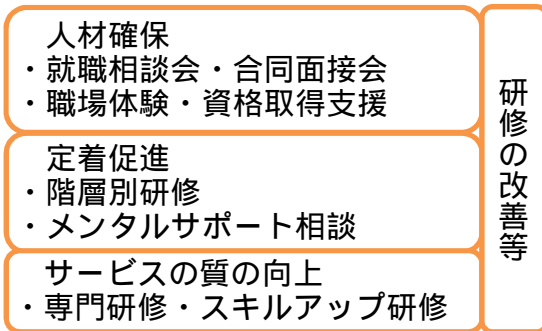 人材確保
・就職相談会・合同面接会
・職場体験・資格取得支援
定着促進
・階層別研修
・メンタルサポート相談
サービスの質の向上
・専門研修・スキルアップ研修
研修の改善等